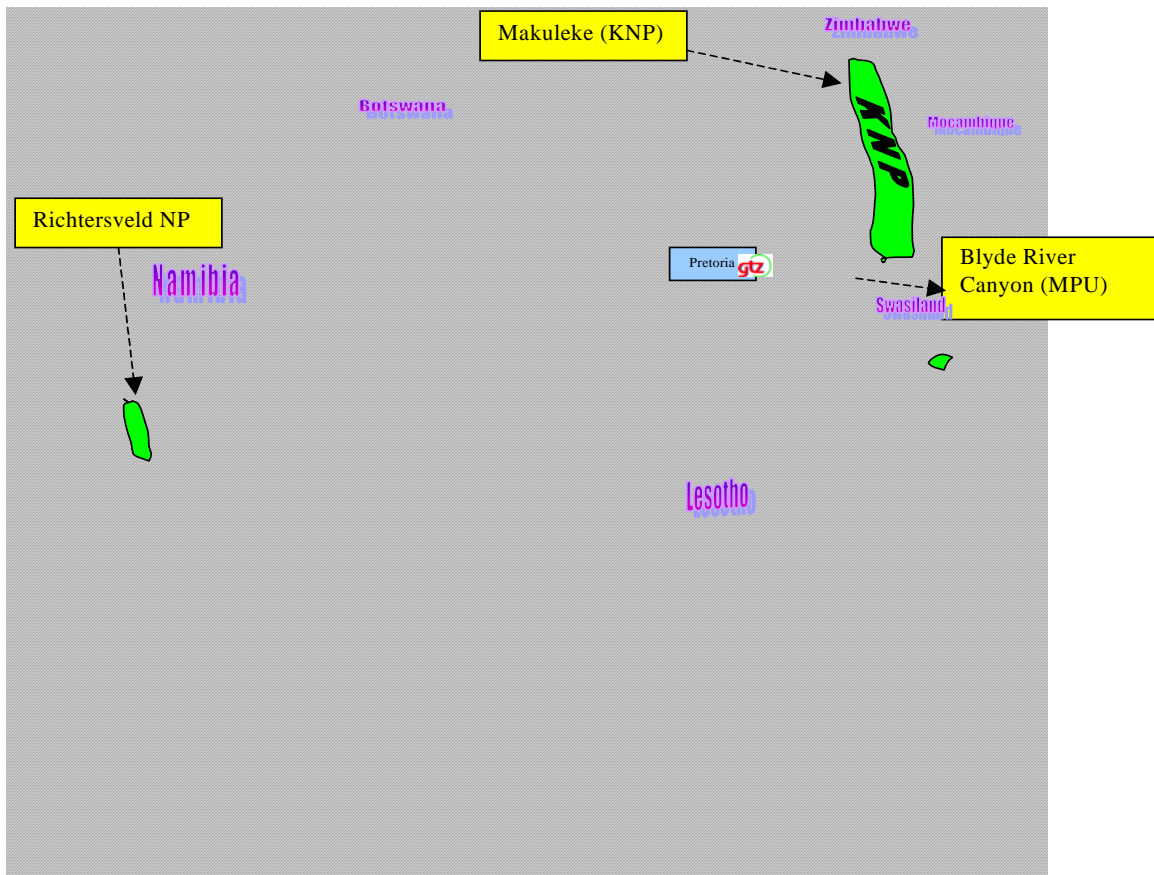 Zimbabwe
Makuleke (KNP)
Botswana
Mocambique
KNP
Richtersveld NP
Namibia
Pretoria
gtz
Blyde River
Canyon (MPU)
Swasiland
Lesotho